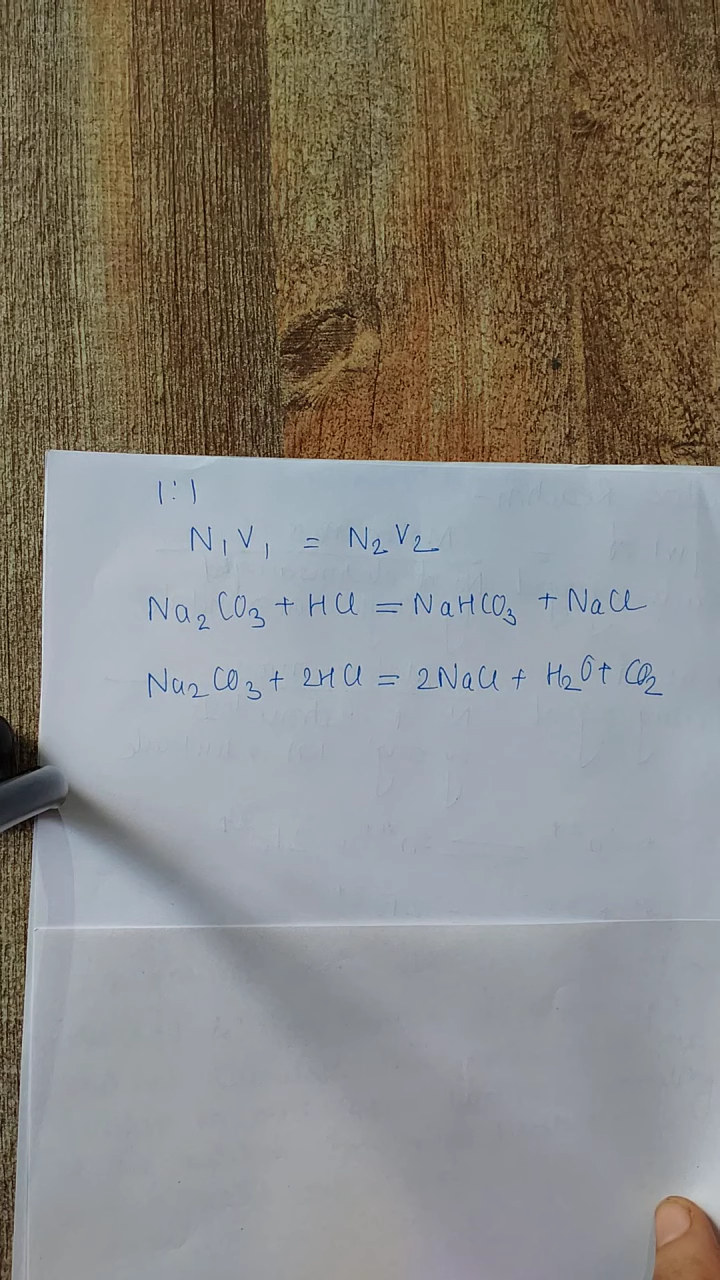 1:1
N₁V₁ = N₂V₂
Na₂CO₃ + HCl = NaHCO₃ + NaCl
Na₂CO₃ + 2HCl = 2NaCl + H₂O + CO₂